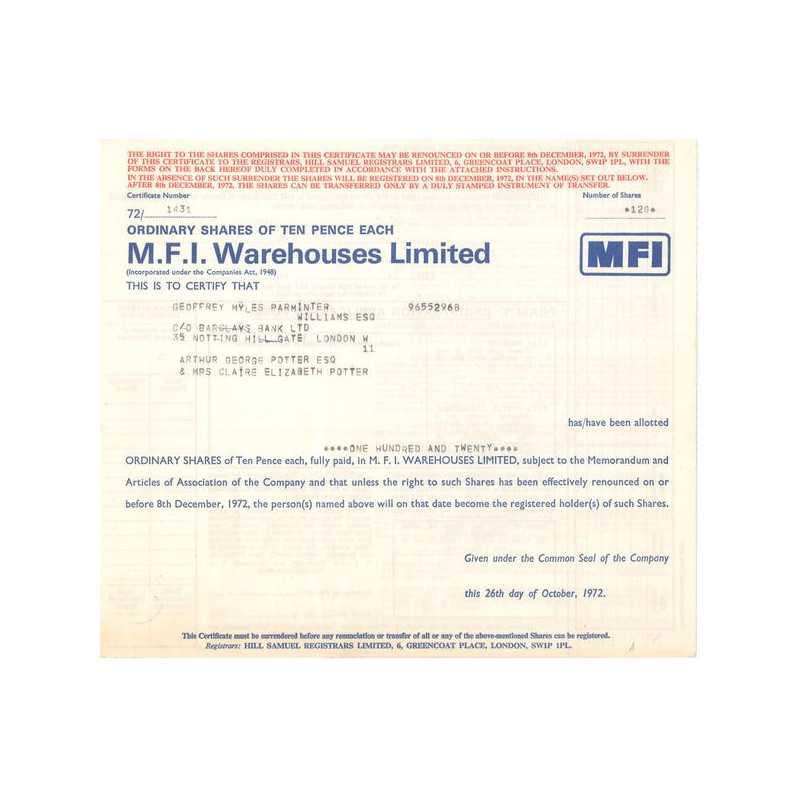 THE RIGHT TO THE SHARES COMPRISED IN THIS CERTIFICATE MAY BE RENOUNCED ON OR BEFORE 8th DECEMBER, 1972, BY SURRENDER
OF THIS CERTIFICATE TO THE REGISTRARS, HILL SAMUEL REGISTRARS LIMITED, 6, GREENCOAT PLACE, LONDON, SW1P 1PL, WITH THE
FORMS ON THE BACK HEREOF DULY COMPLETED IN ACCORDANCE WITH THE ATTACHED INSTRUCTIONS.
IN THE ABSENCE OF SUCH SURRENDER THE SHARES WILL BE REGISTERED ON 8th DECEMBER, 1972, IN THE NAME(S) SET OUT BELOW.
AFTER 8th DECEMBER, 1972, THE SHARES CAN BE TRANSFERRED ONLY BY A DULY STAMPED INSTRUMENT OF TRANSFER.
Certificate Number Number of Shares
72/ 1431 *120*
ORDINARY SHARES OF TEN PENCE EACH
M.F.I. Warehouses Limited MFI
(Incorporated under the Companies Act, 1948)
THIS IS TO CERTIFY THAT
GEOFFREY MYLES PARMINTER 96552968
WILLIAMS ESQ
C/O BARCLAYS BANK LTD
35 NOTTING HILL GATE LONDON W
11
ARTHUR GEORGE POTTER ESQ
& MRS CLAIRE ELIZABETH POTTER
has/have been allotted
****ONE HUNDRED AND TWENTY****
ORDINARY SHARES of Ten Pence each, fully paid, in M. F. I. WAREHOUSES LIMITED, subject to the Memorandum and
Articles of Association of the Company and that unless the right to such Shares has been effectively renounced on or
before 8th December, 1972, the person(s) named above will on that date become the registered holder(s) of such Shares.
Given under the Common Seal of the Company
this 26th day of October, 1972.
This Certificate must be surrendered before any renunciation or transfer of all or any of the above-mentioned Shares can be registered.
Registrars: HILL SAMUEL REGISTRARS LIMITED, 6, GREENCOAT PLACE, LONDON, SW1P 1PL.